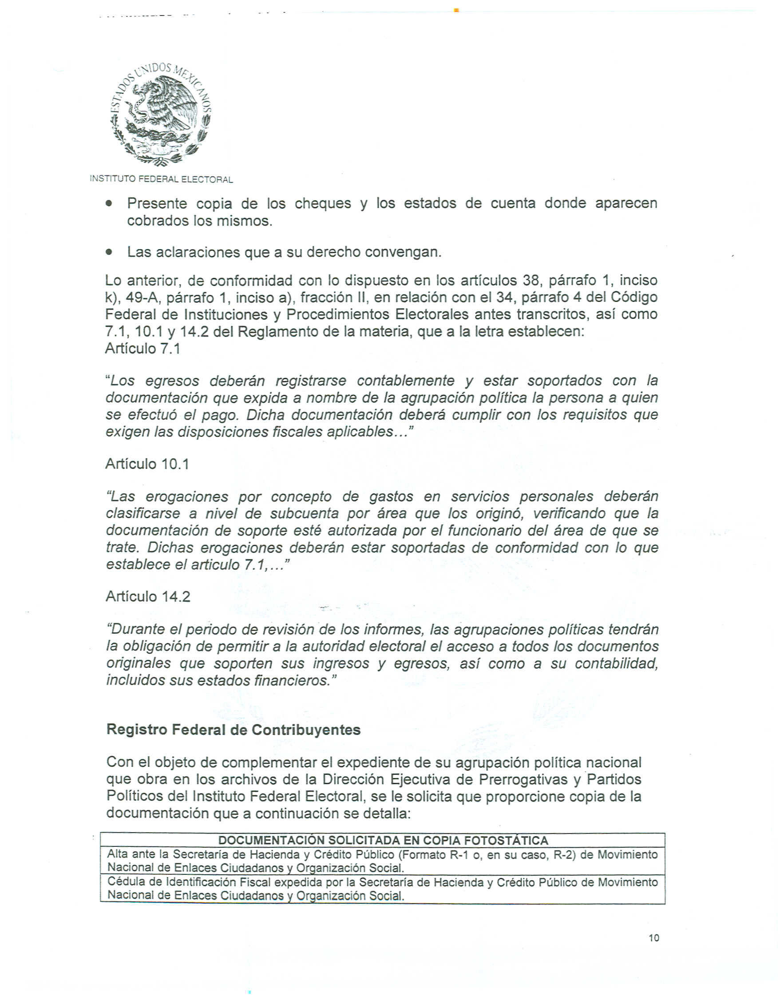 ESTADOS UNIDOS MEXICANOS
INSTITUTO FEDERAL ELECTORAL
• Presente copia de los cheques y los estados de cuenta donde aparecen
cobrados los mismos.
• Las aclaraciones que a su derecho convengan.
Lo anterior, de conformidad con lo dispuesto en los artículos 38, párrafo 1, inciso
k), 49-A, párrafo 1, inciso a), fracción II, en relación con el 34, párrafo 4 del Código
Federal de Instituciones y Procedimientos Electorales antes transcritos, así como
7.1, 10.1 y 14.2 del Reglamento de la materia, que a la letra establecen:
Artículo 7.1
“Los egresos deberán registrarse contablemente y estar soportados con la
documentación que expida a nombre de la agrupación política la persona a quien
se efectuó el pago. Dicha documentación deberá cumplir con los requisitos que
exigen las disposiciones fiscales aplicables...”
Artículo 10.1
“Las erogaciones por concepto de gastos en servicios personales deberán
clasificarse a nivel de subcuenta por área que los originó, verificando que la
documentación de soporte esté autorizada por el funcionario del área de que se
trate. Dichas erogaciones deberán estar soportadas de conformidad con lo que
establece el articulo 7.1,...”
Artículo 14.2
“Durante el periodo de revisión de los informes, las agrupaciones políticas tendrán
la obligación de permitir a la autoridad electoral el acceso a todos los documentos
originales que soporten sus ingresos y egresos, así como a su contabilidad,
incluidos sus estados financieros.”
Registro Federal de Contribuyentes
Con el objeto de complementar el expediente de su agrupación política nacional
que obra en los archivos de la Dirección Ejecutiva de Prerrogativas y Partidos
Políticos del Instituto Federal Electoral, se le solicita que proporcione copia de la
documentación que a continuación se detalla:
DOCUMENTACIÓN SOLICITADA EN COPIA FOTOSTÁTICA
Alta ante la Secretaría de Hacienda y Crédito Público (Formato R-1 o, en su caso, R-2) de Movimiento
Nacional de Enlaces Ciudadanos y Organización Social.
Cédula de Identificación Fiscal expedida por la Secretaría de Hacienda y Crédito Público de Movimiento
Nacional de Enlaces Ciudadanos y Organización Social.
10